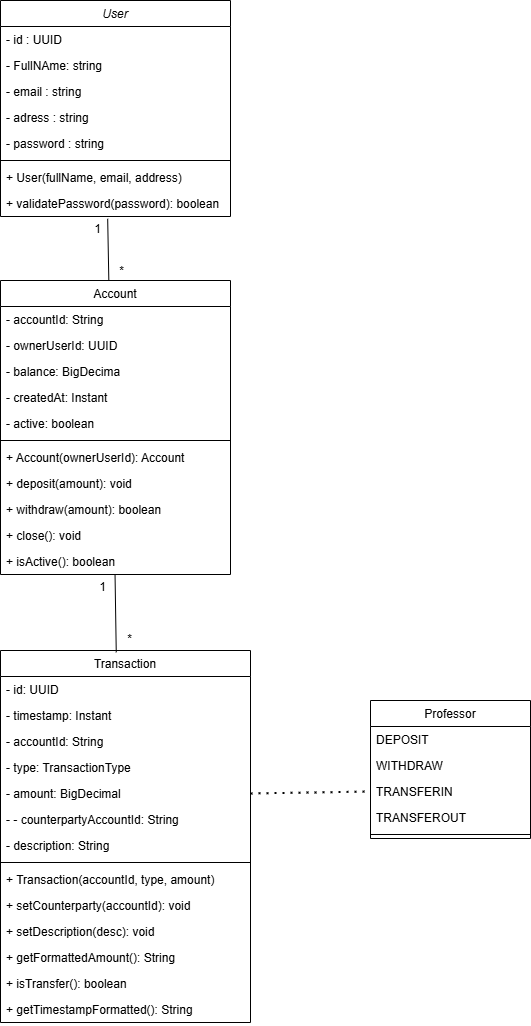 User
- id : UUID
- FullNAme: string
- email : string
- adress : string
- password : string
+ User(fullName, email, address)
+ validatePassword(password): boolean
1
*
Account
- accountId: String
- ownerUserId: UUID
- balance: BigDecima
- createdAt: Instant
- active: boolean
+ Account(ownerUserId): Account
+ deposit(amount): void
+ withdraw(amount): boolean
+ close(): void
+ isActive(): boolean
1
*
Transaction
- id: UUID
- timestamp: Instant
- accountId: String
- type: TransactionType
- amount: BigDecimal
- - counterpartyAccountId: String
- description: String
+ Transaction(accountId, type, amount)
+ setCounterparty(accountId): void
+ setDescription(desc): void
+ getFormattedAmount(): String
+ isTransfer(): boolean
+ getTimestampFormatted(): String
Professor
DEPOSIT
WITHDRAW
TRANSFERIN
TRANSFEROUT